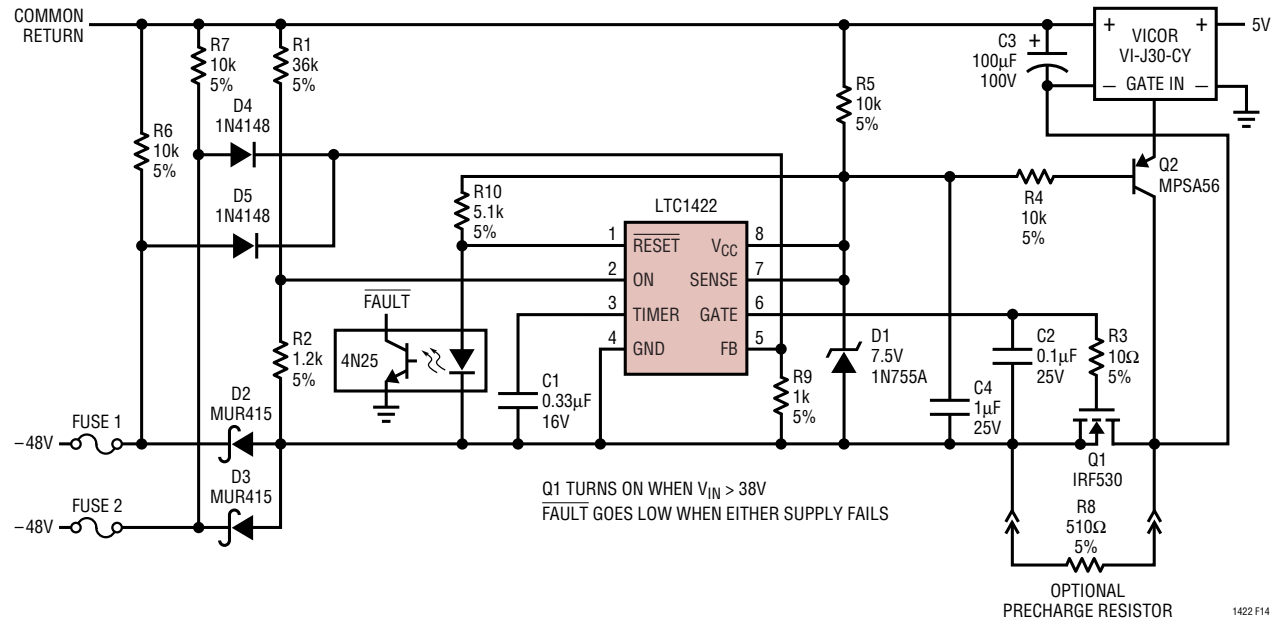 COMMON
RETURN
R7
10k
5%
R1
36k
5%
D4
1N4148
R6
10k
5%
D5
1N4148
R10
5.1k
5%
LTC1422
1
2
3
4
RESET
ON
TIMER
GND
VCC
SENSE
GATE
FB
8
7
6
5
R5
10k
5%
C3
+
100µF
100V
+
VICOR
VI-J30-CY
+
5V
–
GATE IN
–
Q2
MPSA56
R4
10k
5%
FAULT
4N25
R2
1.2k
5%
C1
0.33µF
16V
R9
1k
5%
D1
7.5V
1N755A
C4
1µF
25V
C2
0.1µF
25V
R3
10Ω
5%
Q1
IRF530
D2
MUR415
FUSE 1
–48V
D3
MUR415
FUSE 2
–48V
Q1 TURNS ON WHEN VIN > 38V
FAULT GOES LOW WHEN EITHER SUPPLY FAILS
R8
510Ω
5%
OPTIONAL
PRECHARGE RESISTOR
1422 F14